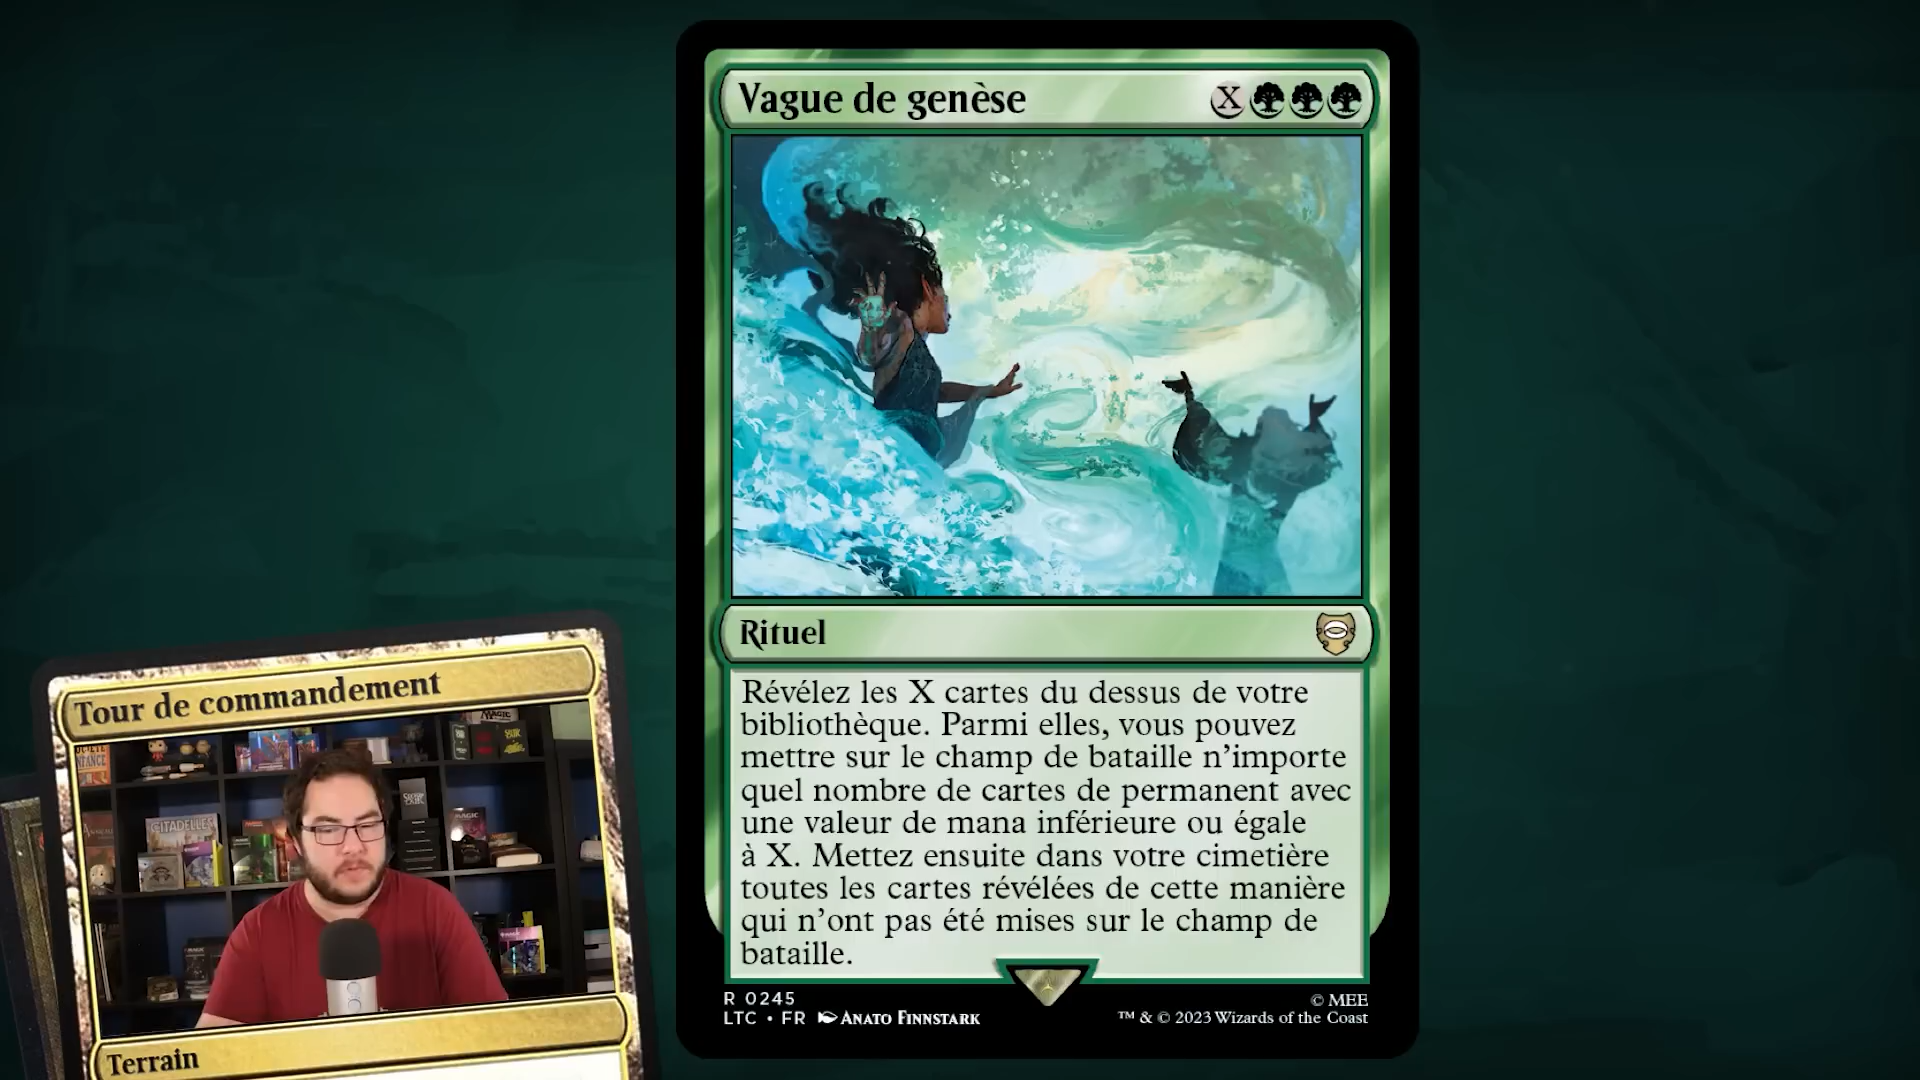 Vague de genèse
X
Rituel
Révélez les X cartes du dessus de votre
bibliothèque. Parmi elles, vous pouvez
mettre sur le champ de bataille n’importe
quel nombre de cartes de permanent avec
une valeur de mana inférieure ou égale
à X. Mettez ensuite dans votre cimetière
toutes les cartes révélées de cette manière
qui n’ont pas été mises sur le champ de
bataille.
R 0245
LTC • FR Anato Finnstark
© MEE
™ & © 2023 Wizards of the Coast
Tour de commandement
MAGIC
CITADELLES
Terrain